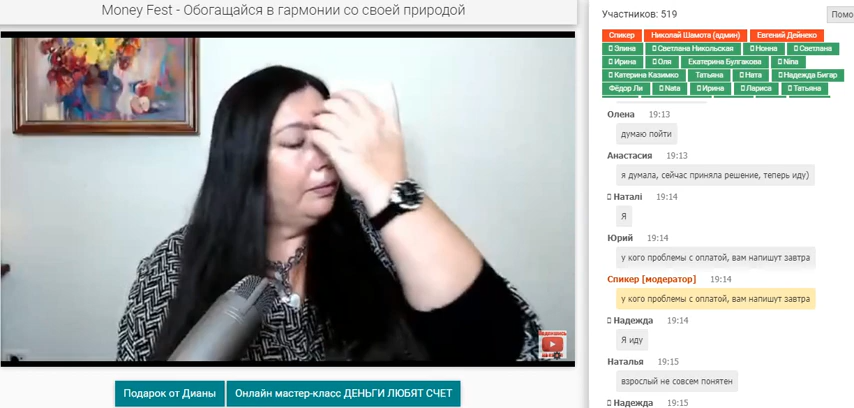 Money Fest - Обогащайся в гармонии со своей природой
Подарок от Дианы
Онлайн мастер-класс ДЕНЬГИ ЛЮБЯТ СЧЕТ
Участников: 519
Помо
Спикер Николай Шамота (админ) Евгений Дейнеко
Элина Светлана Никольская Нонна Светлана
Ирина Оля Екатерина Булгакова Nina
Катерина Казимко Татьяна Ната Надежда Бигар
Фёдор Ли Nata Ирина Лариса Татьяна
Олена 19:13
думаю пойти
Анастасия 19:13
я думала, сейчас приняла решение, теперь иду)
Наталі 19:14
Я
Юрий 19:14
у кого проблемы с оплатой, вам напишут завтра
Спикер [модератор] 19:14
у кого проблемы с оплатой, вам напишут завтра
Надежда 19:14
Я иду
Наталья 19:15
взрослый не совсем понятен
Надежда 19:15